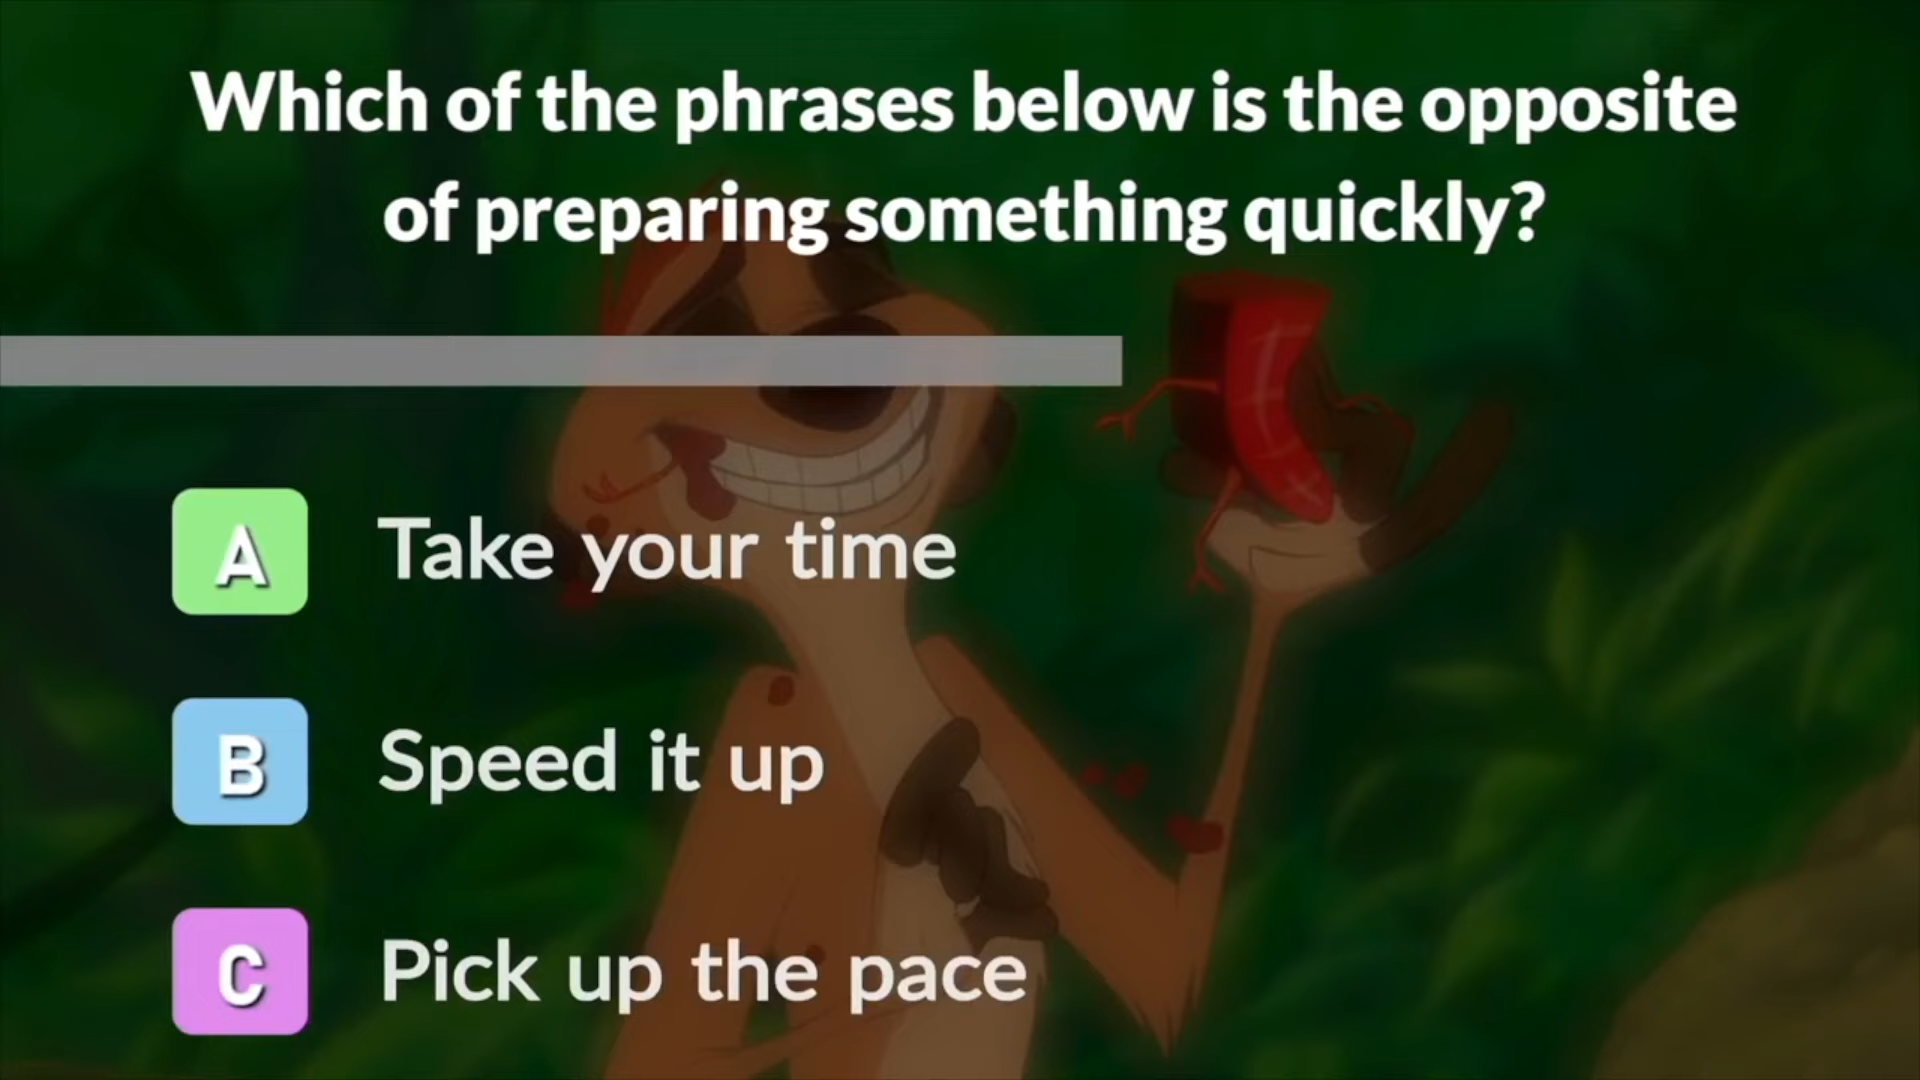 Which of the phrases below is the opposite
of preparing something quickly?
A Take your time
B Speed it up
C Pick up the pace